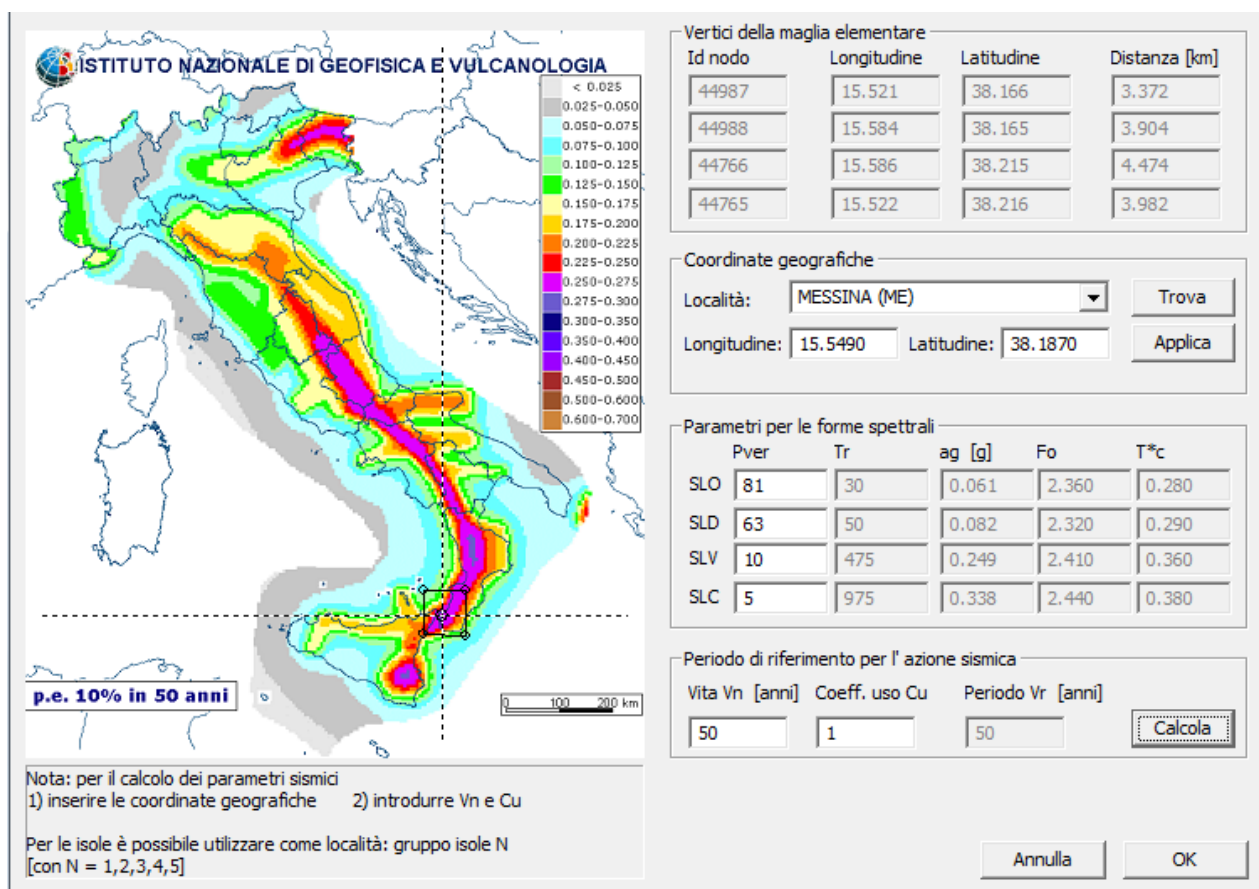 ISTITUTO NAZIONALE DI GEOFISICA E VULCANOLOGIA
< 0.025
0.025-0.050
0.050-0.075
0.075-0.100
0.100-0.125
0.125-0.150
0.150-0.175
0.175-0.200
0.200-0.225
0.225-0.250
0.250-0.275
0.275-0.300
0.300-0.350
0.350-0.400
0.400-0.450
0.450-0.500
0.500-0.600
0.600-0.700
p.e. 10% in 50 anni
0 100 200 km
Nota: per il calcolo dei parametri sismici
1) inserire le coordinate geografiche 2) introdurre Vn e Cu
Per le isole è possibile utilizzare come località: gruppo isole N
[con N = 1,2,3,4,5]
Vertici della maglia elementare
Id nodo Longitudine Latitudine Distanza [km]
44987 15.521 38.166 3.372
44988 15.584 38.165 3.904
44766 15.586 38.215 4.474
44765 15.522 38.216 3.982
Coordinate geografiche
Località: MESSINA (ME) Trova
Longitudine: 15.5490 Latitudine: 38.1870 Applica
Parametri per le forme spettrali
Pver Tr ag [g] Fo T*c
SLO 81 30 0.061 2.360 0.280
SLD 63 50 0.082 2.320 0.290
SLV 10 475 0.249 2.410 0.360
SLC 5 975 0.338 2.440 0.380
Periodo di riferimento per l' azione sismica
Vita Vn [anni] Coeff. uso Cu Periodo Vr [anni]
50 1 50 Calcola
Annulla OK